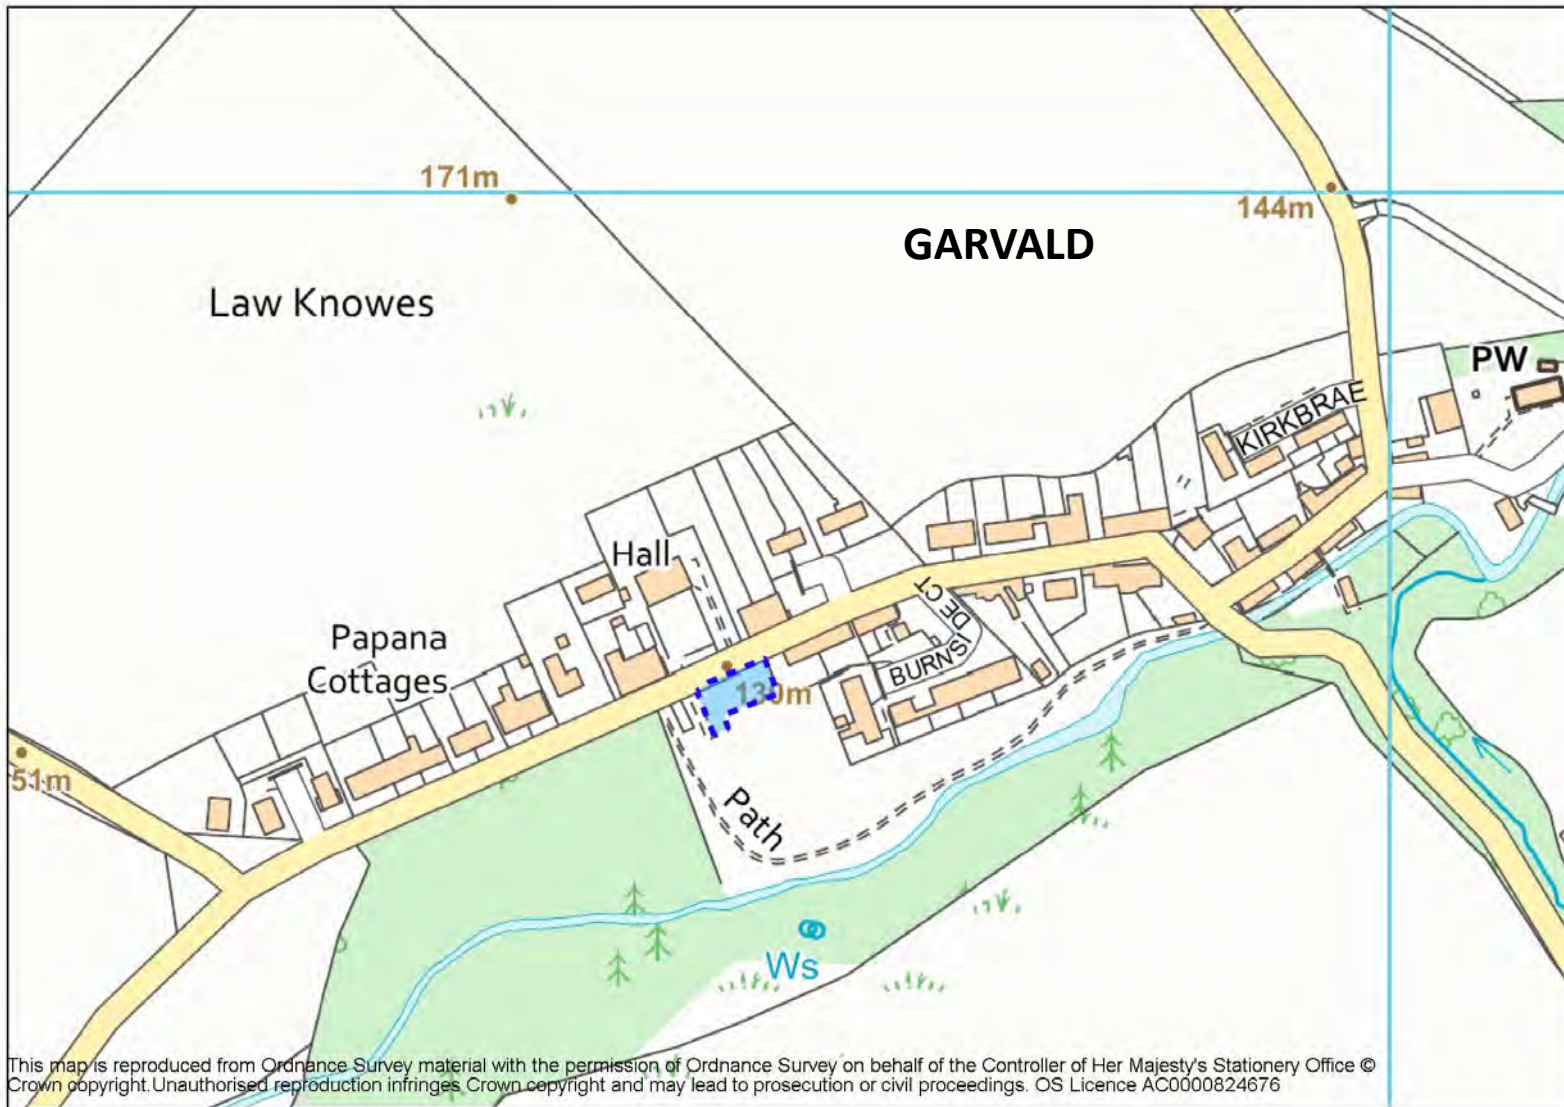 171m
144m
GARVALD
Law Knowes
PW
KIRKBRAE
Hall
BURNSIDE CT
Papana
Cottages
130m
51m
Path
Ws
This map is reproduced from Ordnance Survey material with the permission of Ordnance Survey on behalf of the Controller of Her Majesty's Stationery Office ©
Crown copyright.Unauthorised reproduction infringes Crown copyright and may lead to prosecution or civil proceedings. OS Licence AC0000824676